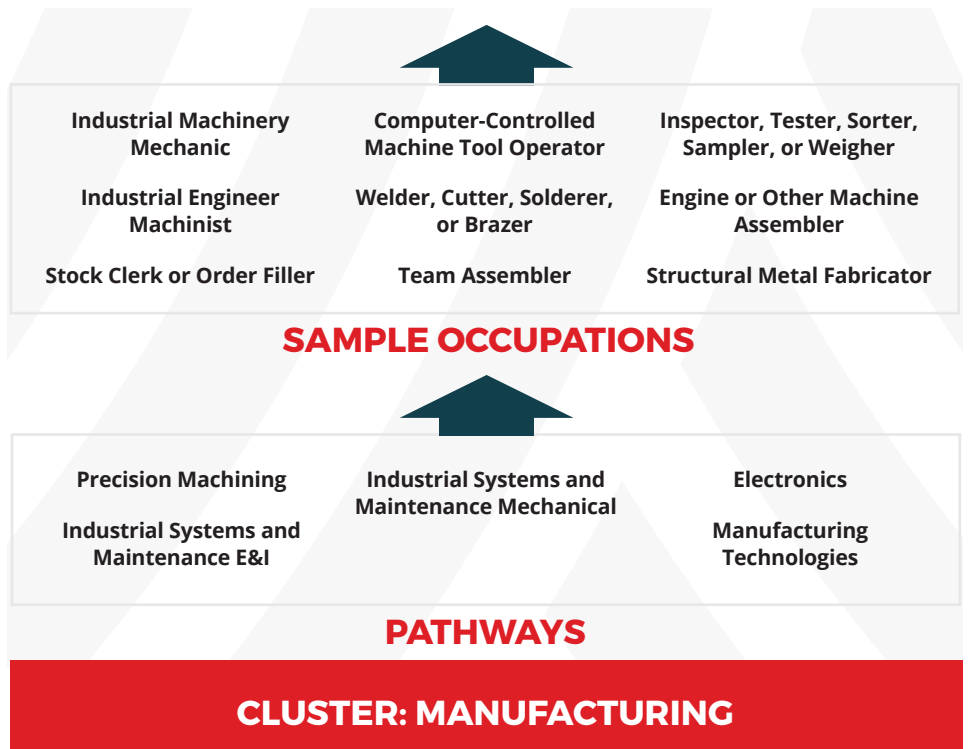 Industrial Machinery
Mechanic
Computer-Controlled
Machine Tool Operator
Inspector, Tester, Sorter,
Sampler, or Weigher
Industrial Engineer
Machinist
Welder, Cutter, Solderer,
or Brazer
Engine or Other Machine
Assembler
Stock Clerk or Order Filler
Team Assembler
Structural Metal Fabricator
SAMPLE OCCUPATIONS
Precision Machining
Industrial Systems and
Maintenance E&I
Industrial Systems and
Maintenance Mechanical
Electronics
Manufacturing
Technologies
PATHWAYS
CLUSTER: MANUFACTURING